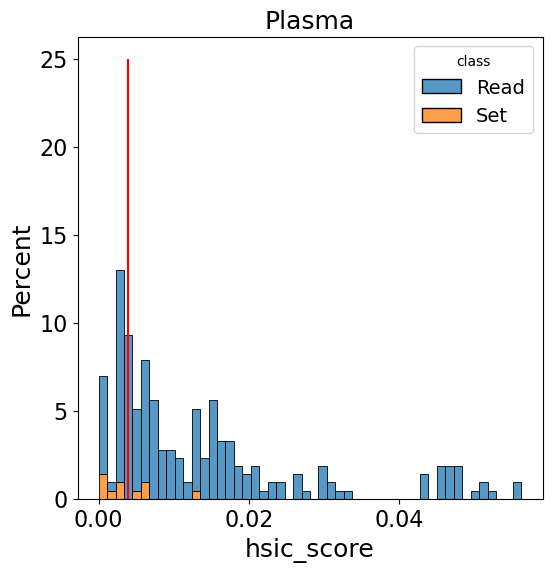 Plasma
class
Read
Set
Percent
25
20
15
10
5
0
0.00
0.02
0.04
hsic_score